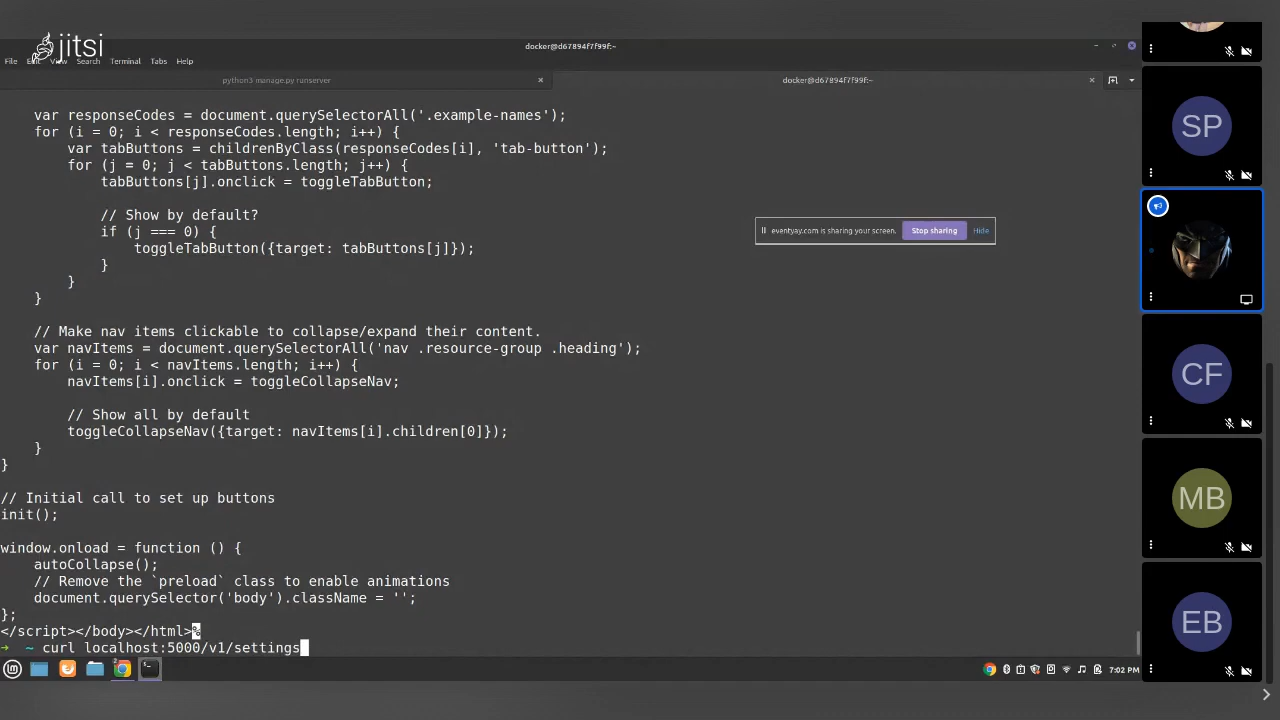 jitsi
docker@d67894f7f99f:~
File Edit View Search Terminal Tabs Help
python3 manage.py runserver
docker@d67894f7f99f:~
var responseCodes = document.querySelectorAll('.example-names');
for (i = 0; i < responseCodes.length; i++) {
var tabButtons = childrenByClass(responseCodes[i], 'tab-button');
for (j = 0; j < tabButtons.length; j++) {
tabButtons[j].onclick = toggleTabButton;
// Show by default?
if (j === 0) {
toggleTabButton({target: tabButtons[j]});
}
}
}
// Make nav items clickable to collapse/expand their content.
var navItems = document.querySelectorAll('nav .resource-group .heading');
for (i = 0; i < navItems.length; i++) {
navItems[i].onclick = toggleCollapseNav;
// Show all by default
toggleCollapseNav({target: navItems[i].children[0]});
}
}
// Initial call to set up buttons
init();
window.onload = function () {
autoCollapse();
// Remove the `preload` class to enable animations
document.querySelector('body').className = '';
};
</script></body></html>%
➜ ~ curl localhost:5000/v1/settings
eventyay.com is sharing your screen.
Stop sharing
Hide
SP
CF
MB
EB
7:02 PM